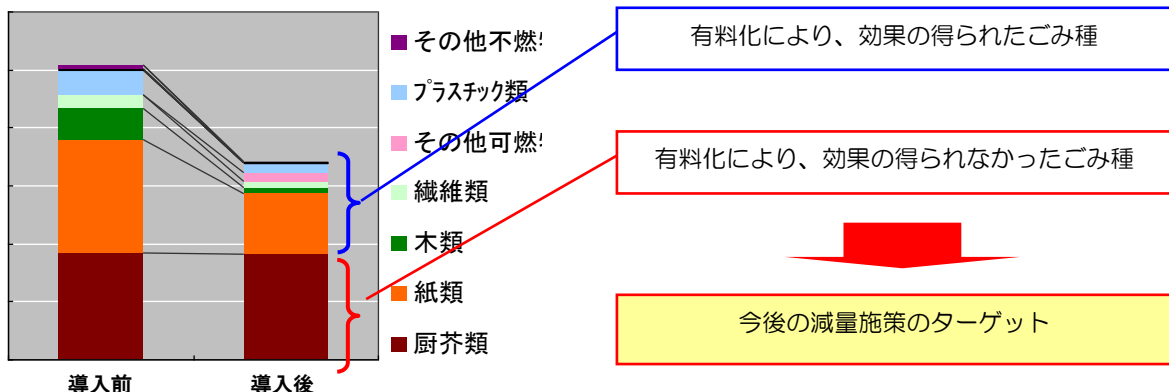 その他不燃
プラスチック類
その他可燃
繊維類
木類
紙類
厨芥類
導入前
導入後
有料化により、効果の得られたごみ種
有料化により、効果の得られなかったごみ種
今後の減量施策のターゲット